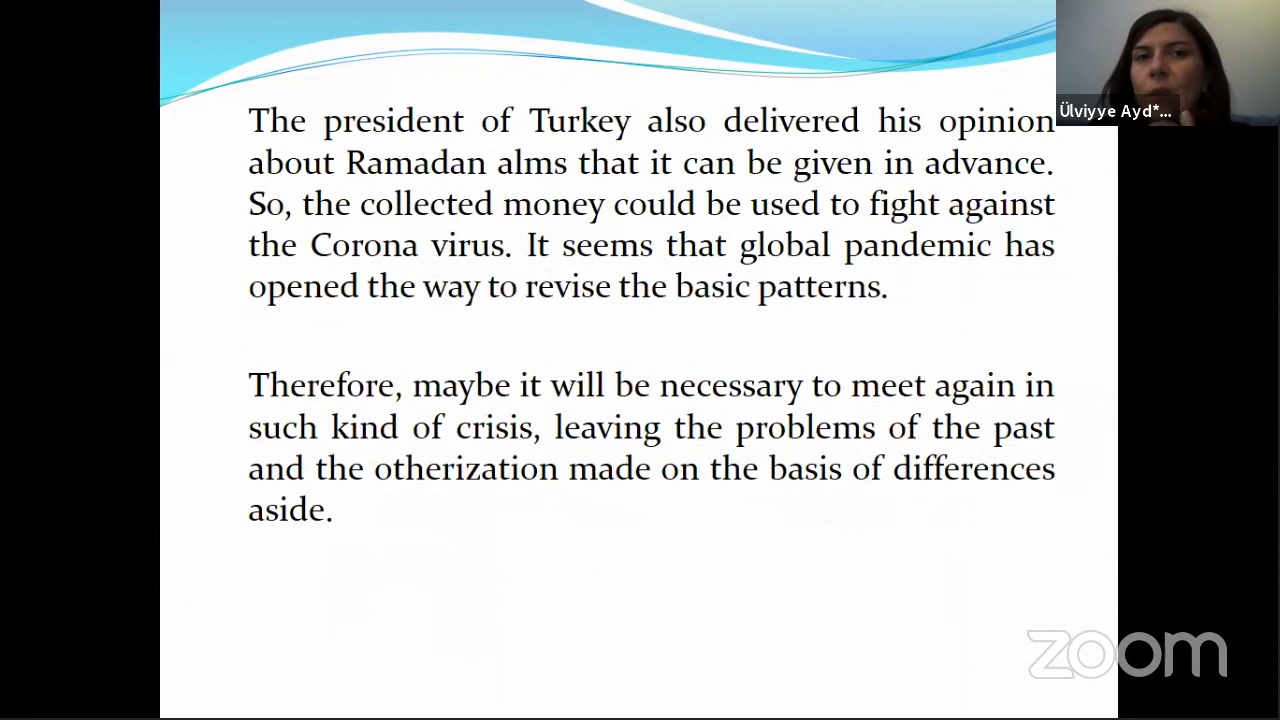 The president of Turkey also delivered his opinion
about Ramadan alms that it can be given in advance.
So, the collected money could be used to fight against
the Corona virus. It seems that global pandemic has
opened the way to revise the basic patterns.
Therefore, maybe it will be necessary to meet again in
such kind of crisis, leaving the problems of the past
and the otherization made on the basis of differences
aside.
Ülviyye Ayd*...
zoom